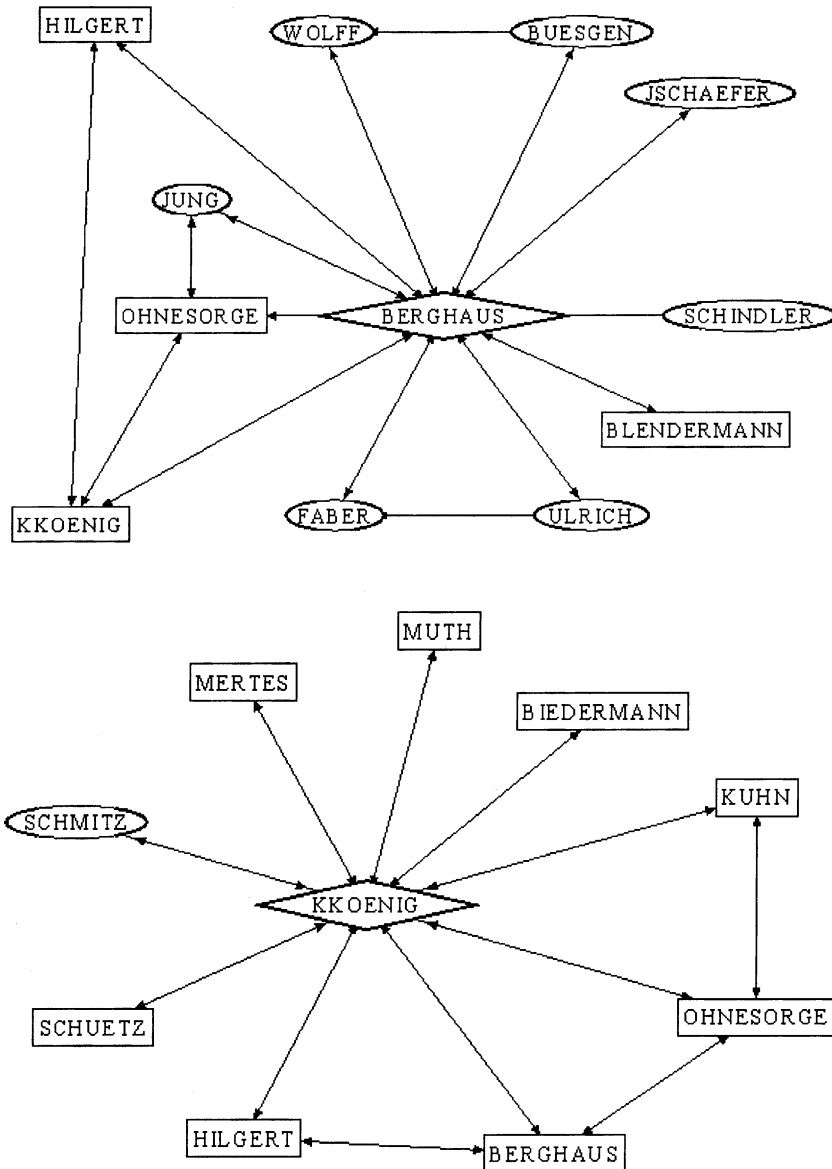 HILGERT
WOLFF
BUESGEN
JSCHAEFER
JUNG
OHNESORGE
BERGHAUS
SCHINDLER
BLENDERMANN
KKOENIG
FABER
ULRICH
MUTH
MERTES
BIEDERMANN
KUHN
SCHMITZ
KKOENIG
SCHUETZ
OHNESORGE
HILGERT
BERGHAUS